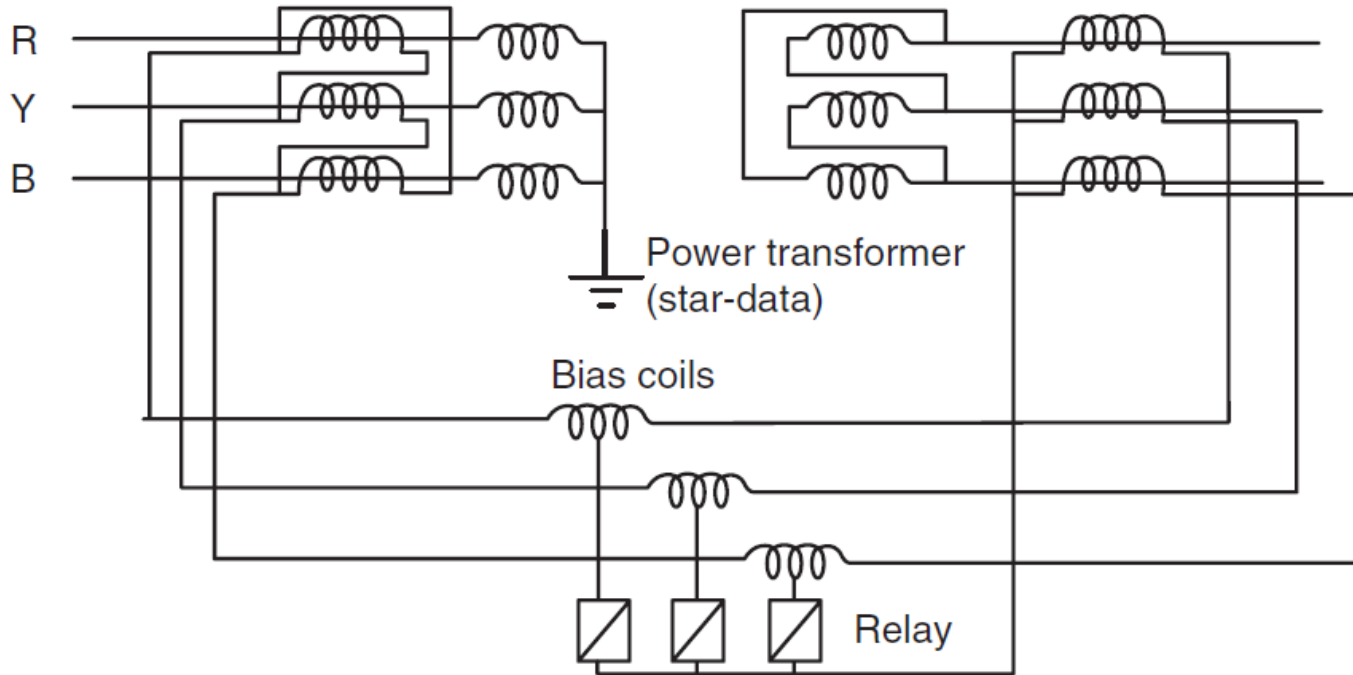 R
Y
B
Power transformer
(star-data)
Bias coils
Relay